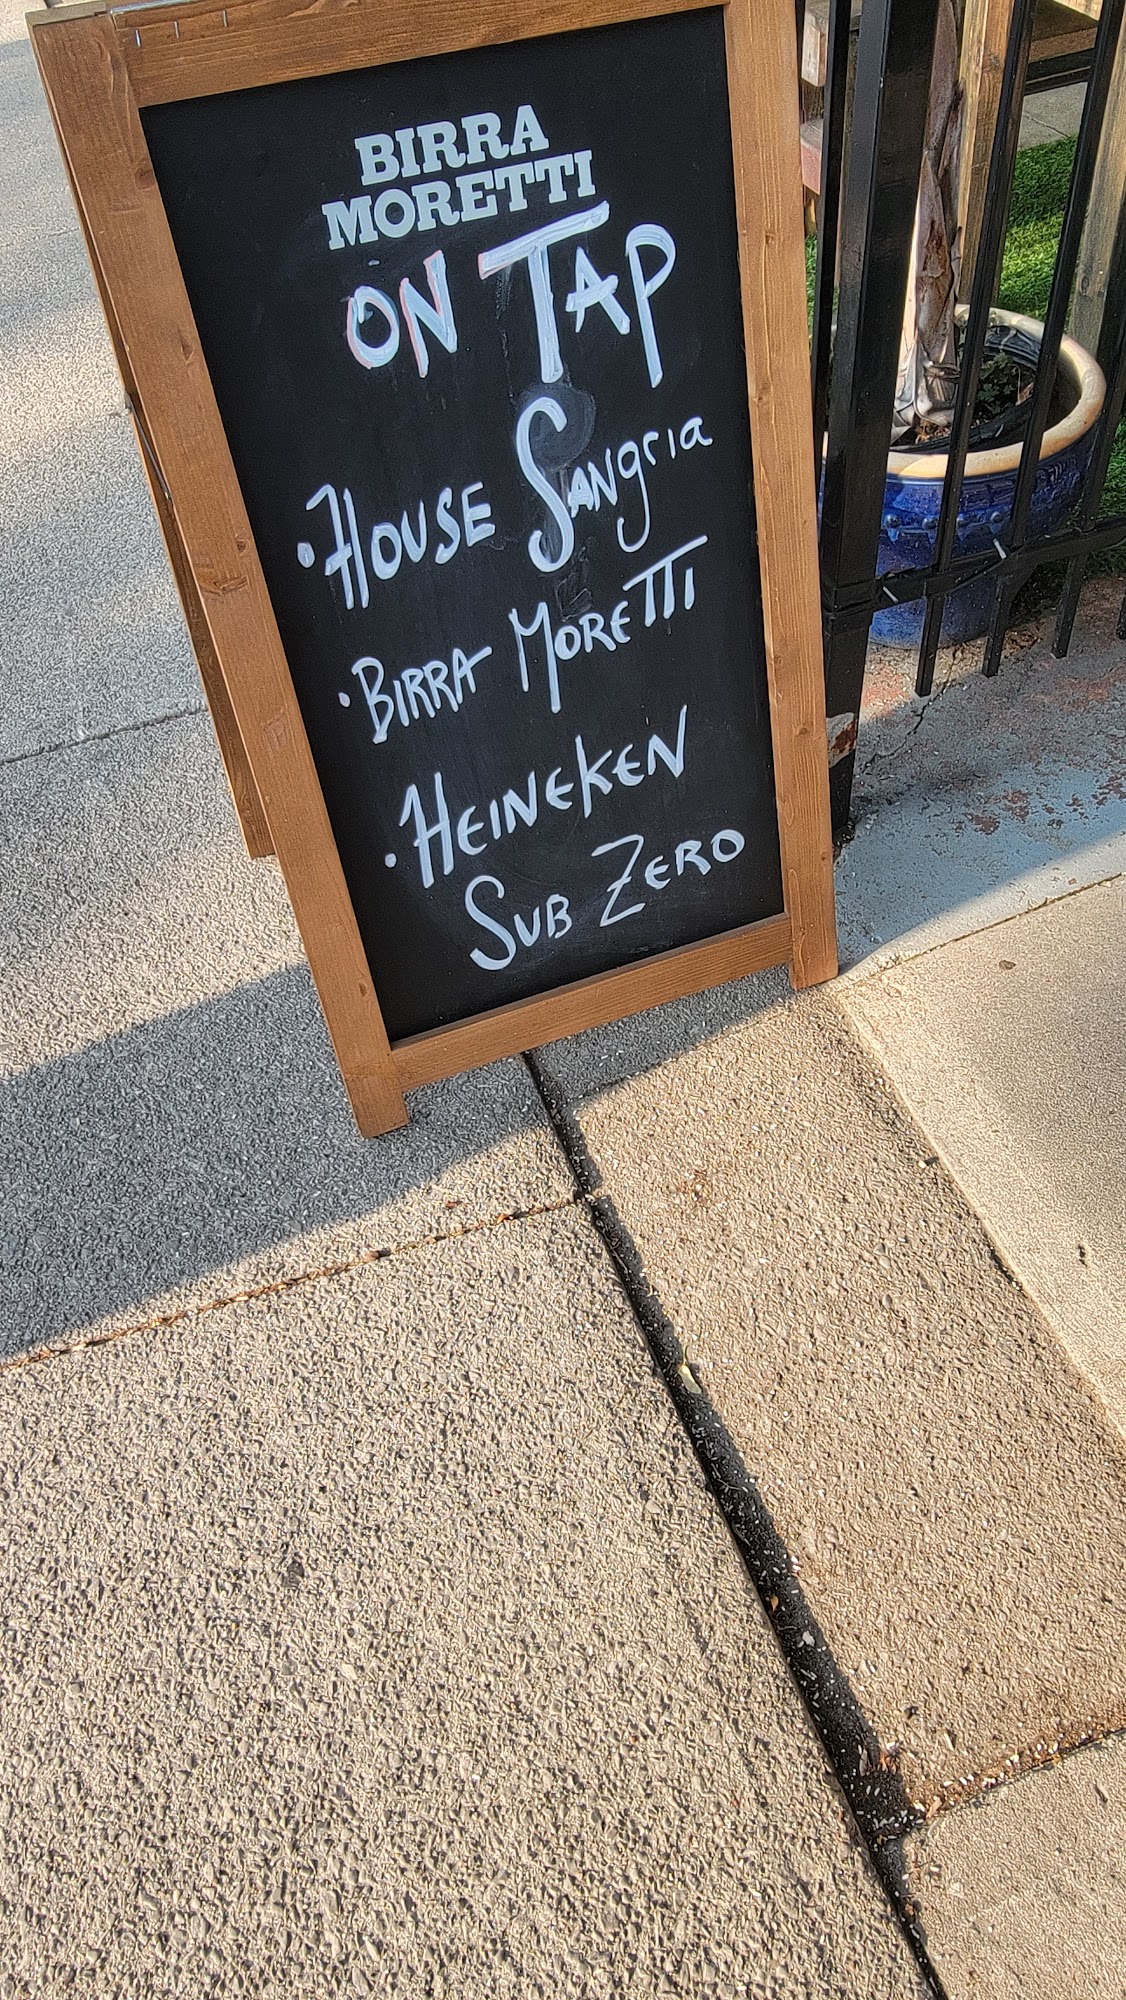 BIRRA
MORETTI
ON TAP
• HOUSE SANgria
• BIRRA MORETTI
• HEINEKEN
SUB ZERO